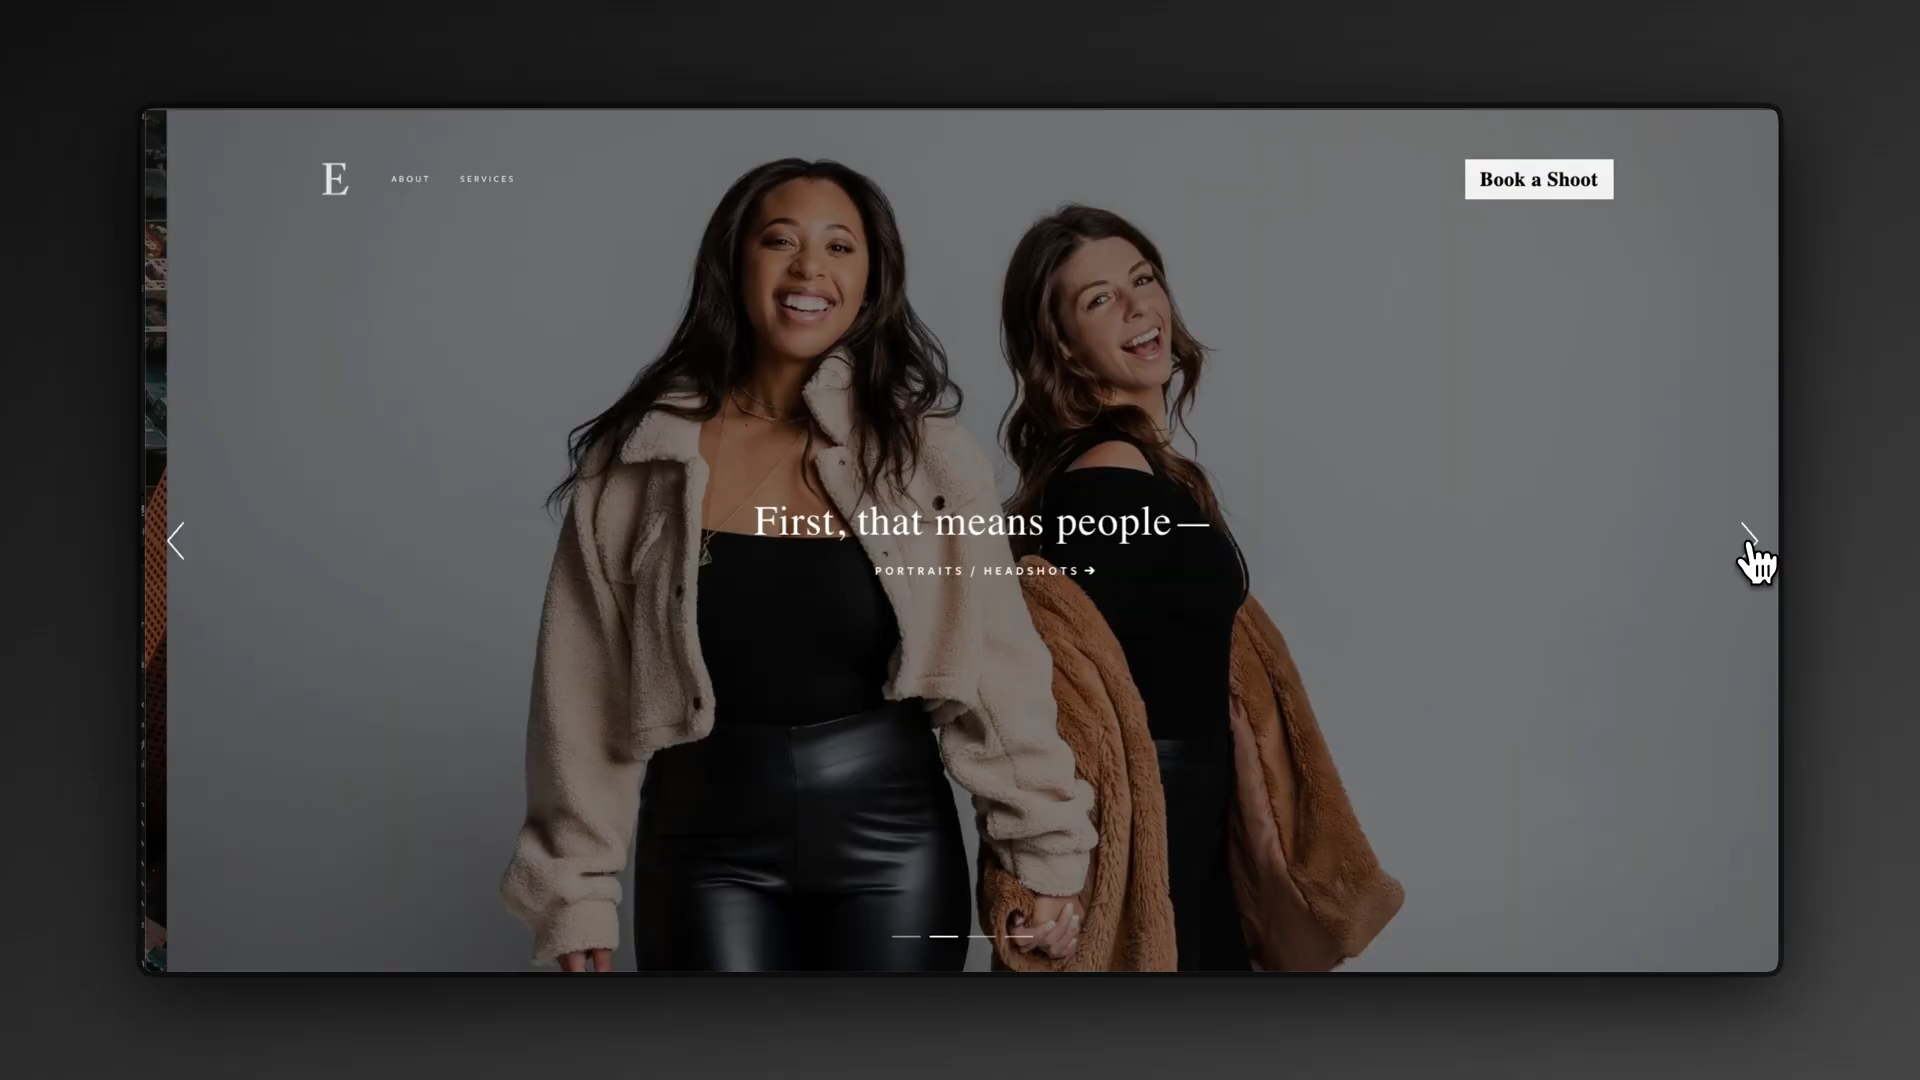 E
ABOUT
SERVICES
Book a Shoot
First, that means people—
PORTRAITS / HEADSHOTS →